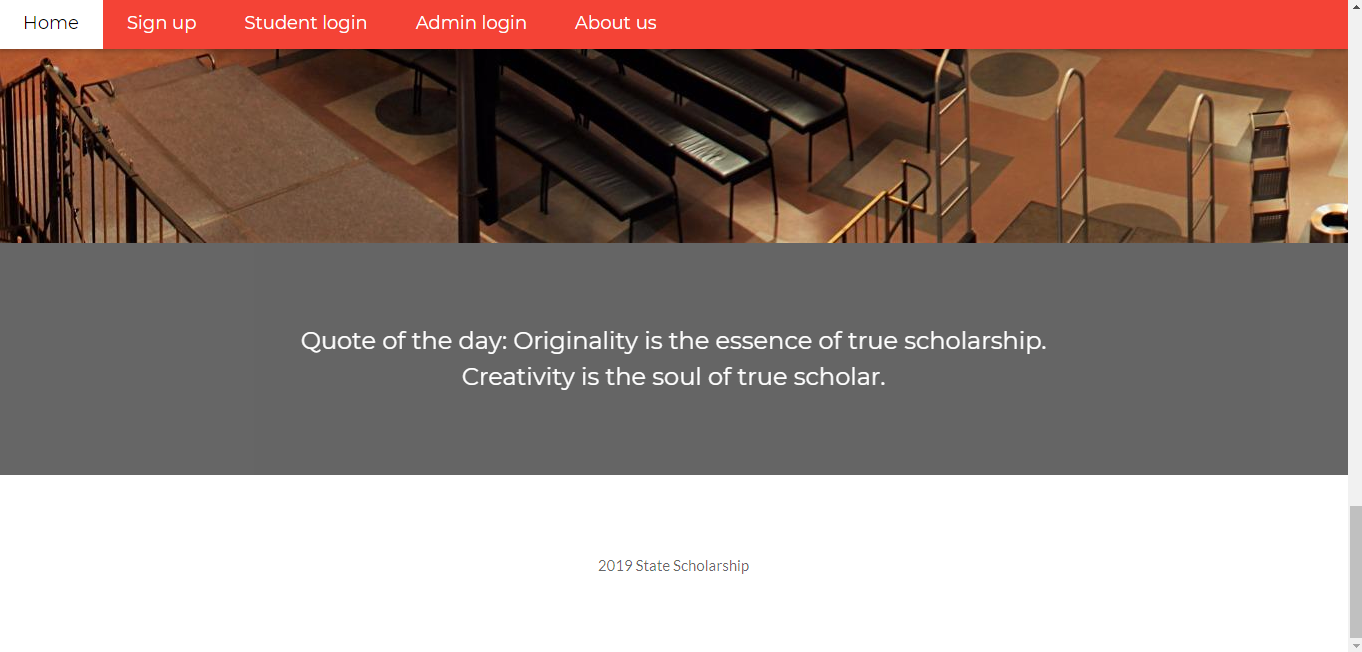 Home Sign up Student login Admin login About us
Quote of the day: Originality is the essence of true scholarship.
Creativity is the soul of true scholar.
2019 State Scholarship